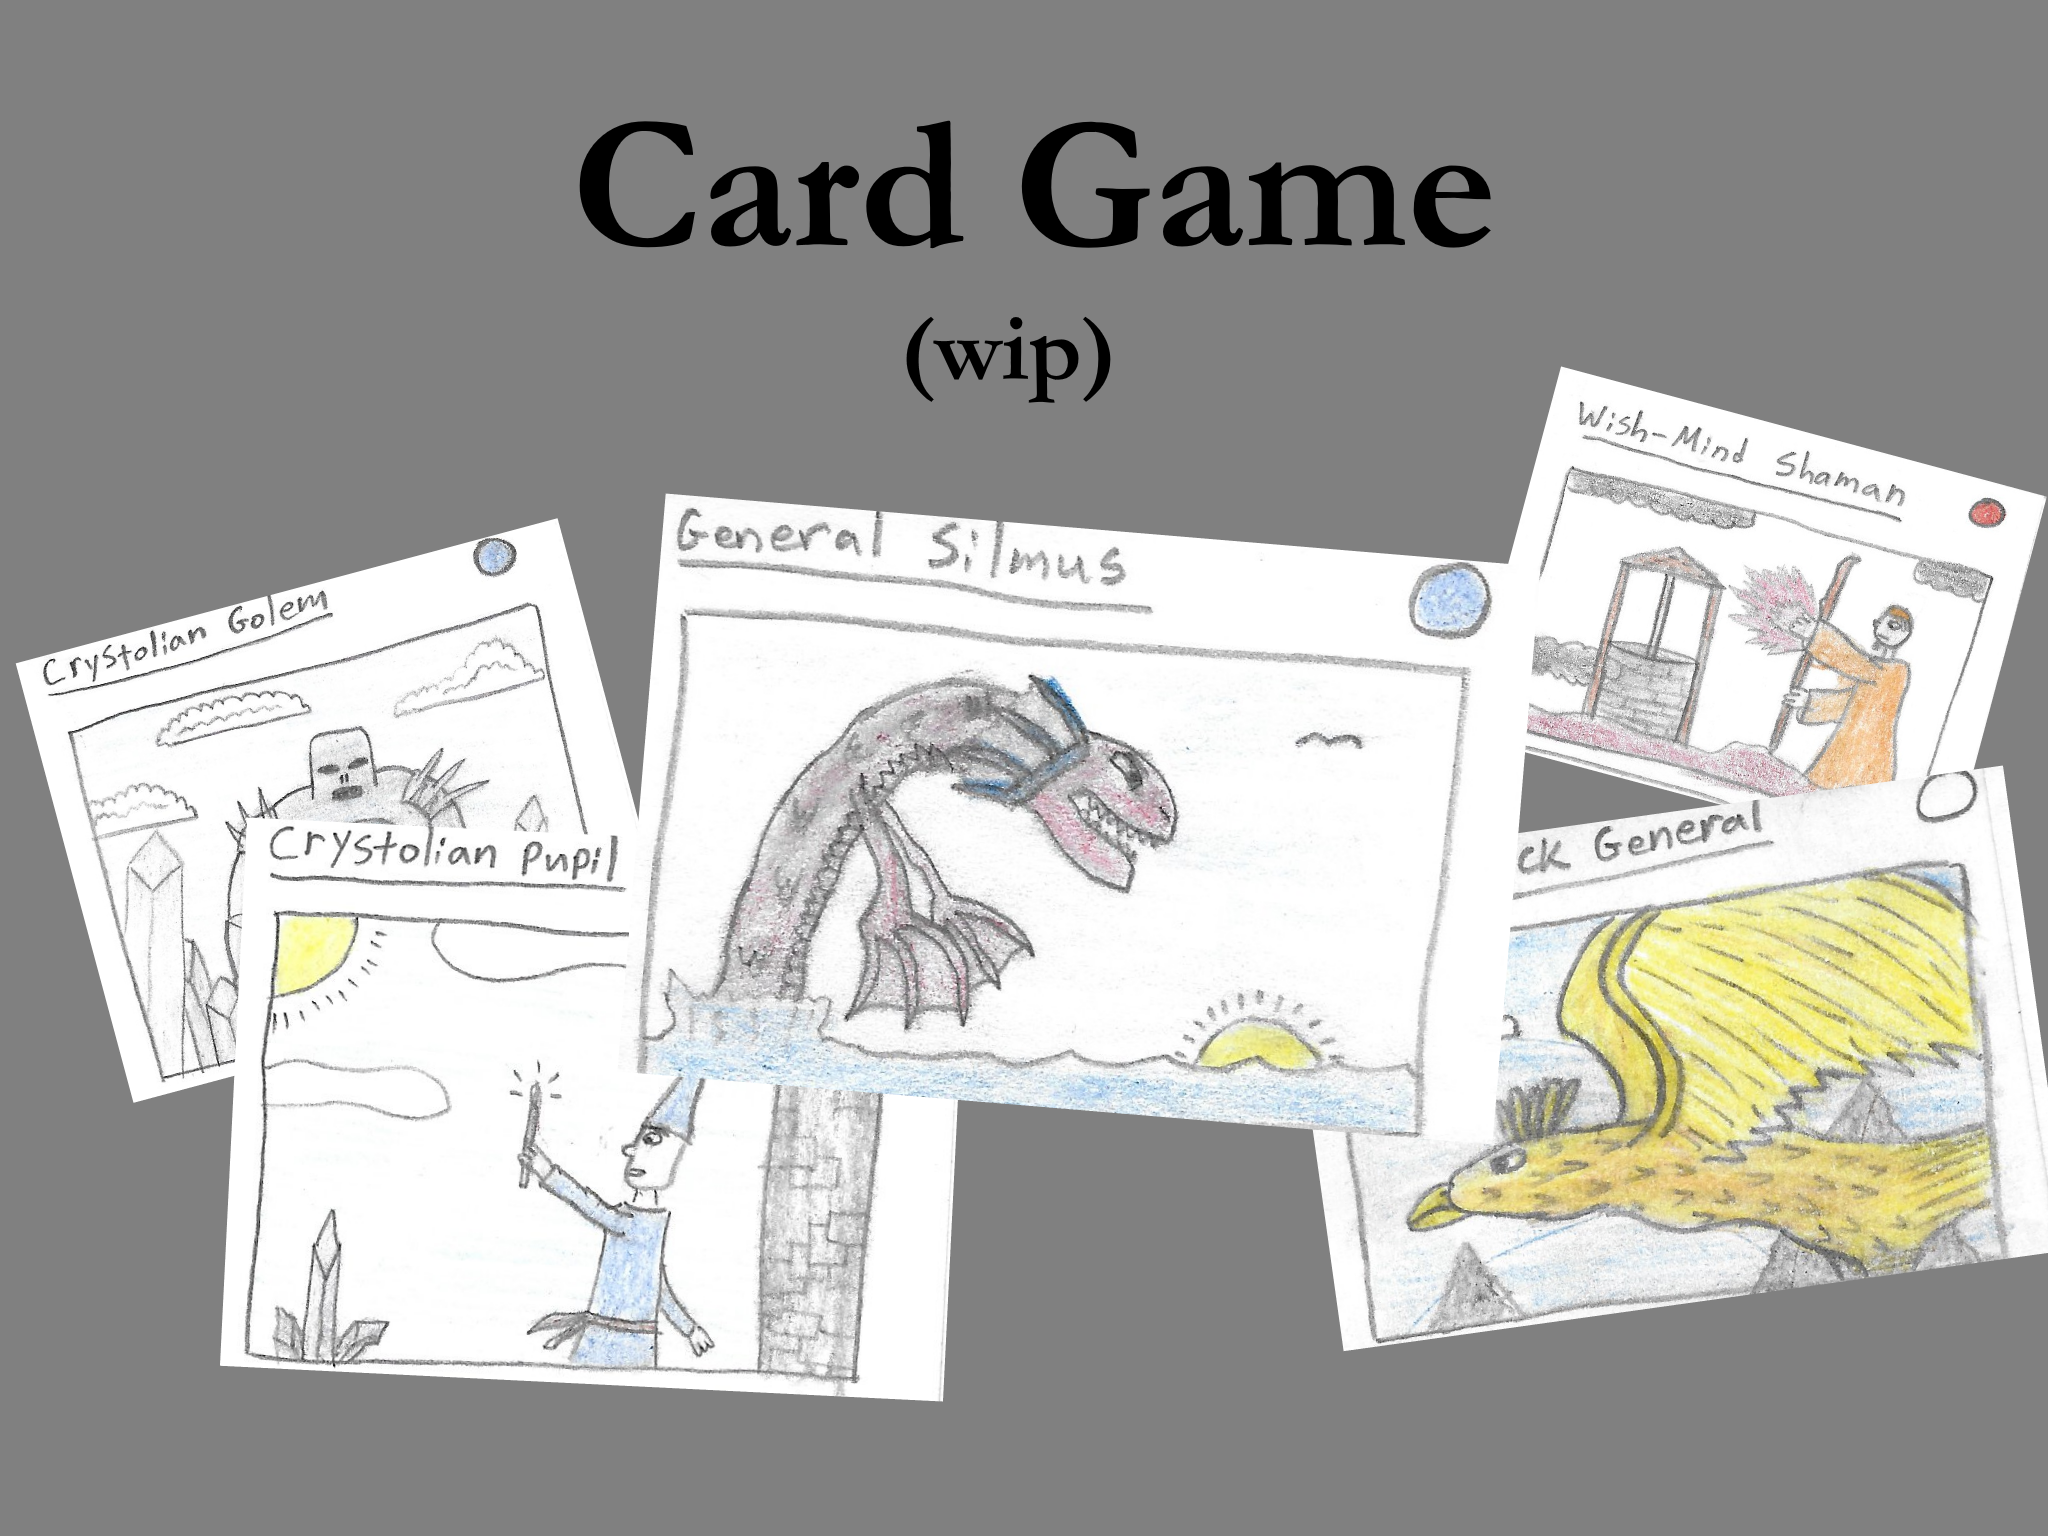 Card Game
(wip)
Wish-Mind Shaman
General Silmus
Crystolian Golem
ck General
Crystolian Pupil